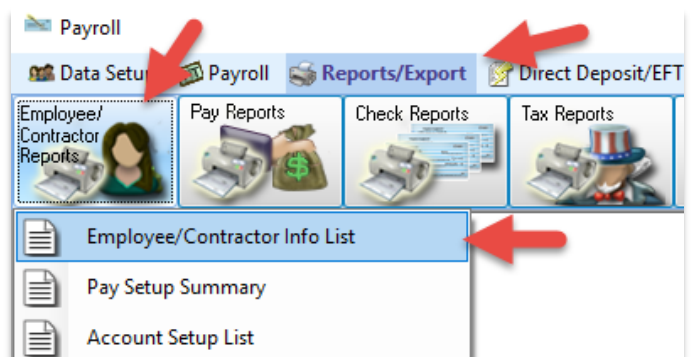 Payroll
Data Setup Payroll Reports/Export Direct Deposit/EFT
Employee/
Contractor
Reports
Pay Reports
Check Reports
Tax Reports
Employee/Contractor Info List
Pay Setup Summary
Account Setup List